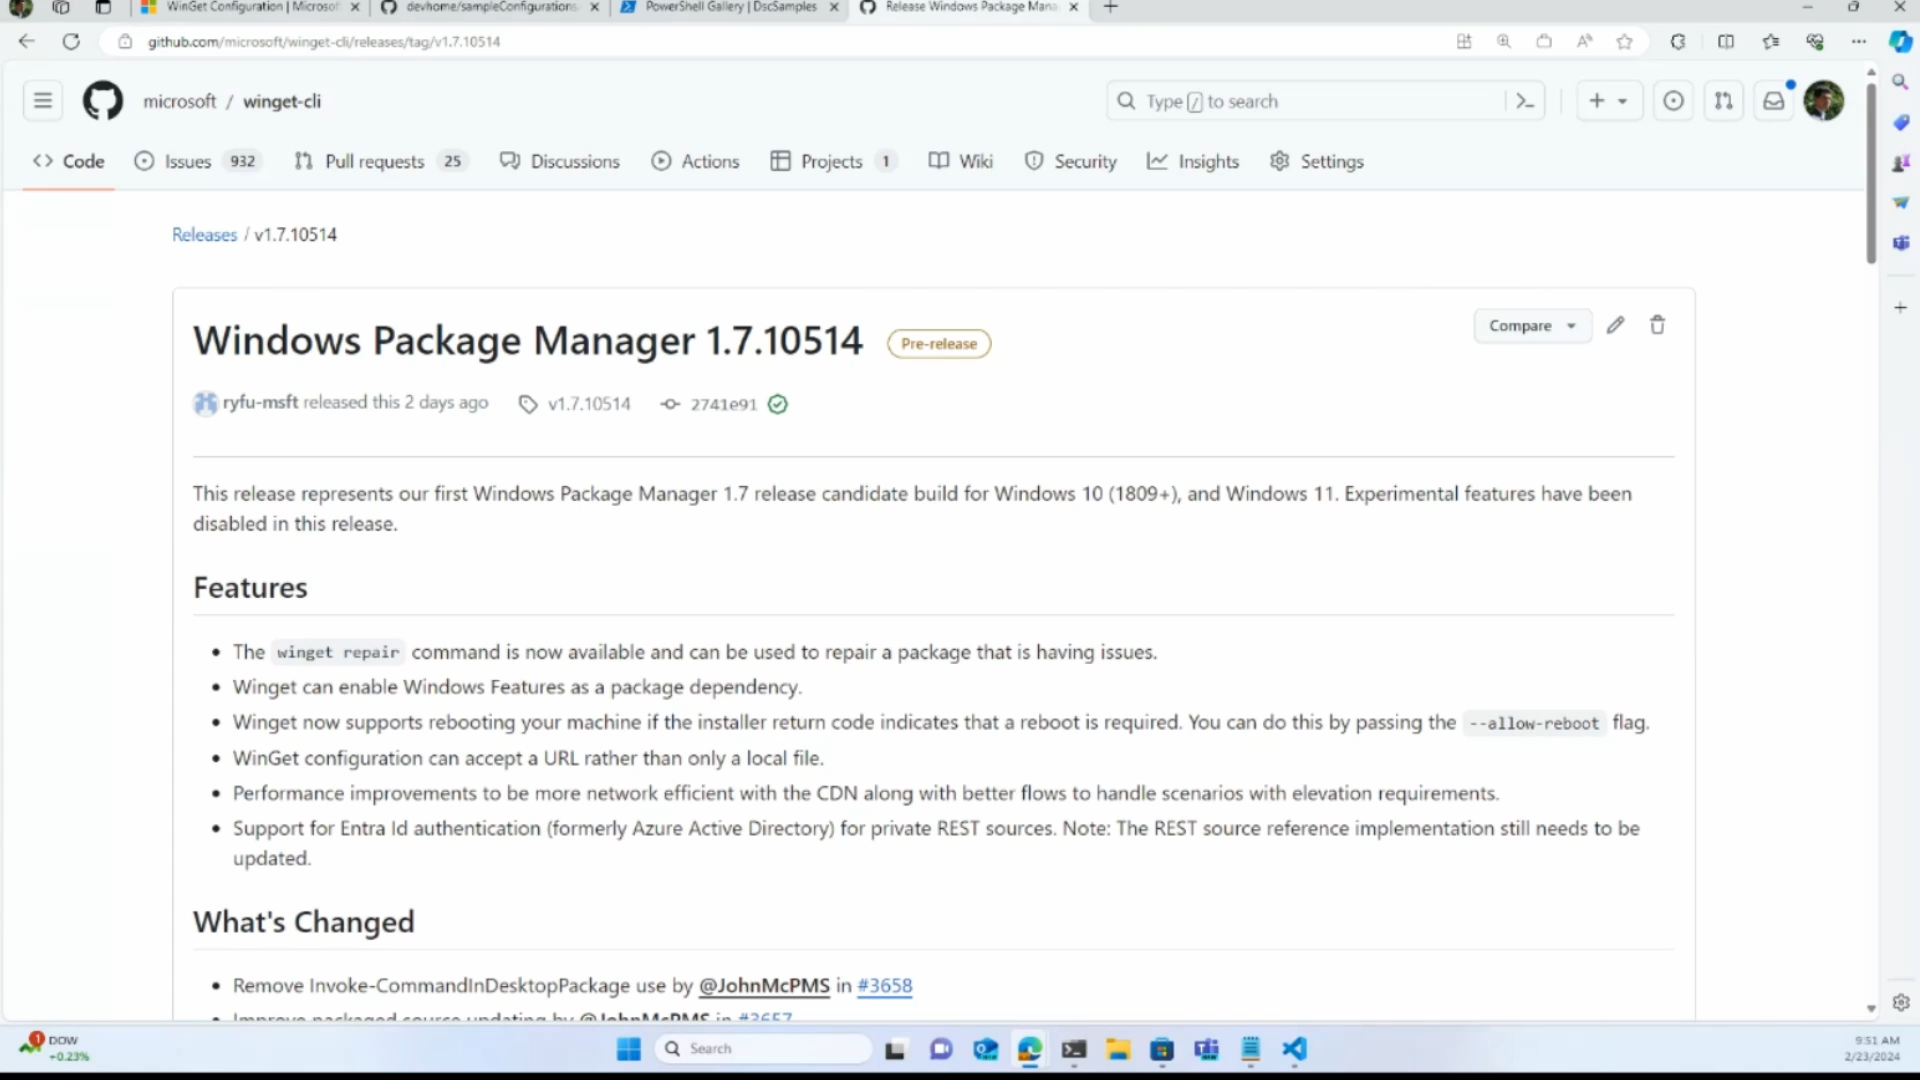 WinGet Configuration | Microsof
devhome/sampleConfigurations
PowerShell Gallery | DscSamples
Release Windows Package Mana
github.com/microsoft/winget-cli/releases/tag/v1.7.10514
microsoft / winget-cli
Type / to search
Code
Issues 932
Pull requests 25
Discussions
Actions
Projects 1
Wiki
Security
Insights
Settings
Releases / v1.7.10514
Windows Package Manager 1.7.10514 Pre-release
Compare
ryfu-msft released this 2 days ago v1.7.10514 2741e91
This release represents our first Windows Package Manager 1.7 release candidate build for Windows 10 (1809+), and Windows 11. Experimental features have been
disabled in this release.
Features
• The winget repair command is now available and can be used to repair a package that is having issues.
• Winget can enable Windows Features as a package dependency.
• Winget now supports rebooting your machine if the installer return code indicates that a reboot is required. You can do this by passing the --allow-reboot flag.
• WinGet configuration can accept a URL rather than only a local file.
• Performance improvements to be more network efficient with the CDN along with better flows to handle scenarios with elevation requirements.
• Support for Entra Id authentication (formerly Azure Active Directory) for private REST sources. Note: The REST source reference implementation still needs to be
updated.
What's Changed
• Remove Invoke-CommandInDesktopPackage use by @JohnMcPMS in #3658
• Improve packaged source updating by @JohnMcPMS in #3657
1
DOW
+0.23%
Search
9:51 AM
2/23/2024